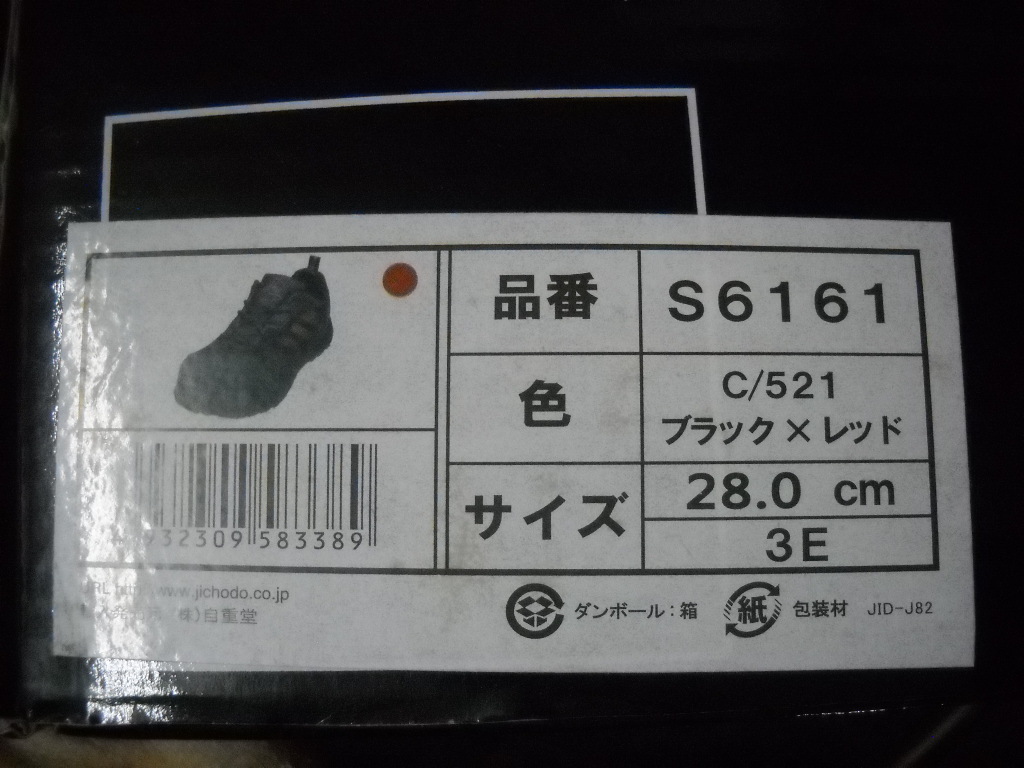 品番 S6161
色 C/521
ブラック×レッド
サイズ 28.0 cm
3E
932309 583389
www.jichodo.co.jp
(株)自重堂
ダンボール:箱 紙 包装材 JID-J82